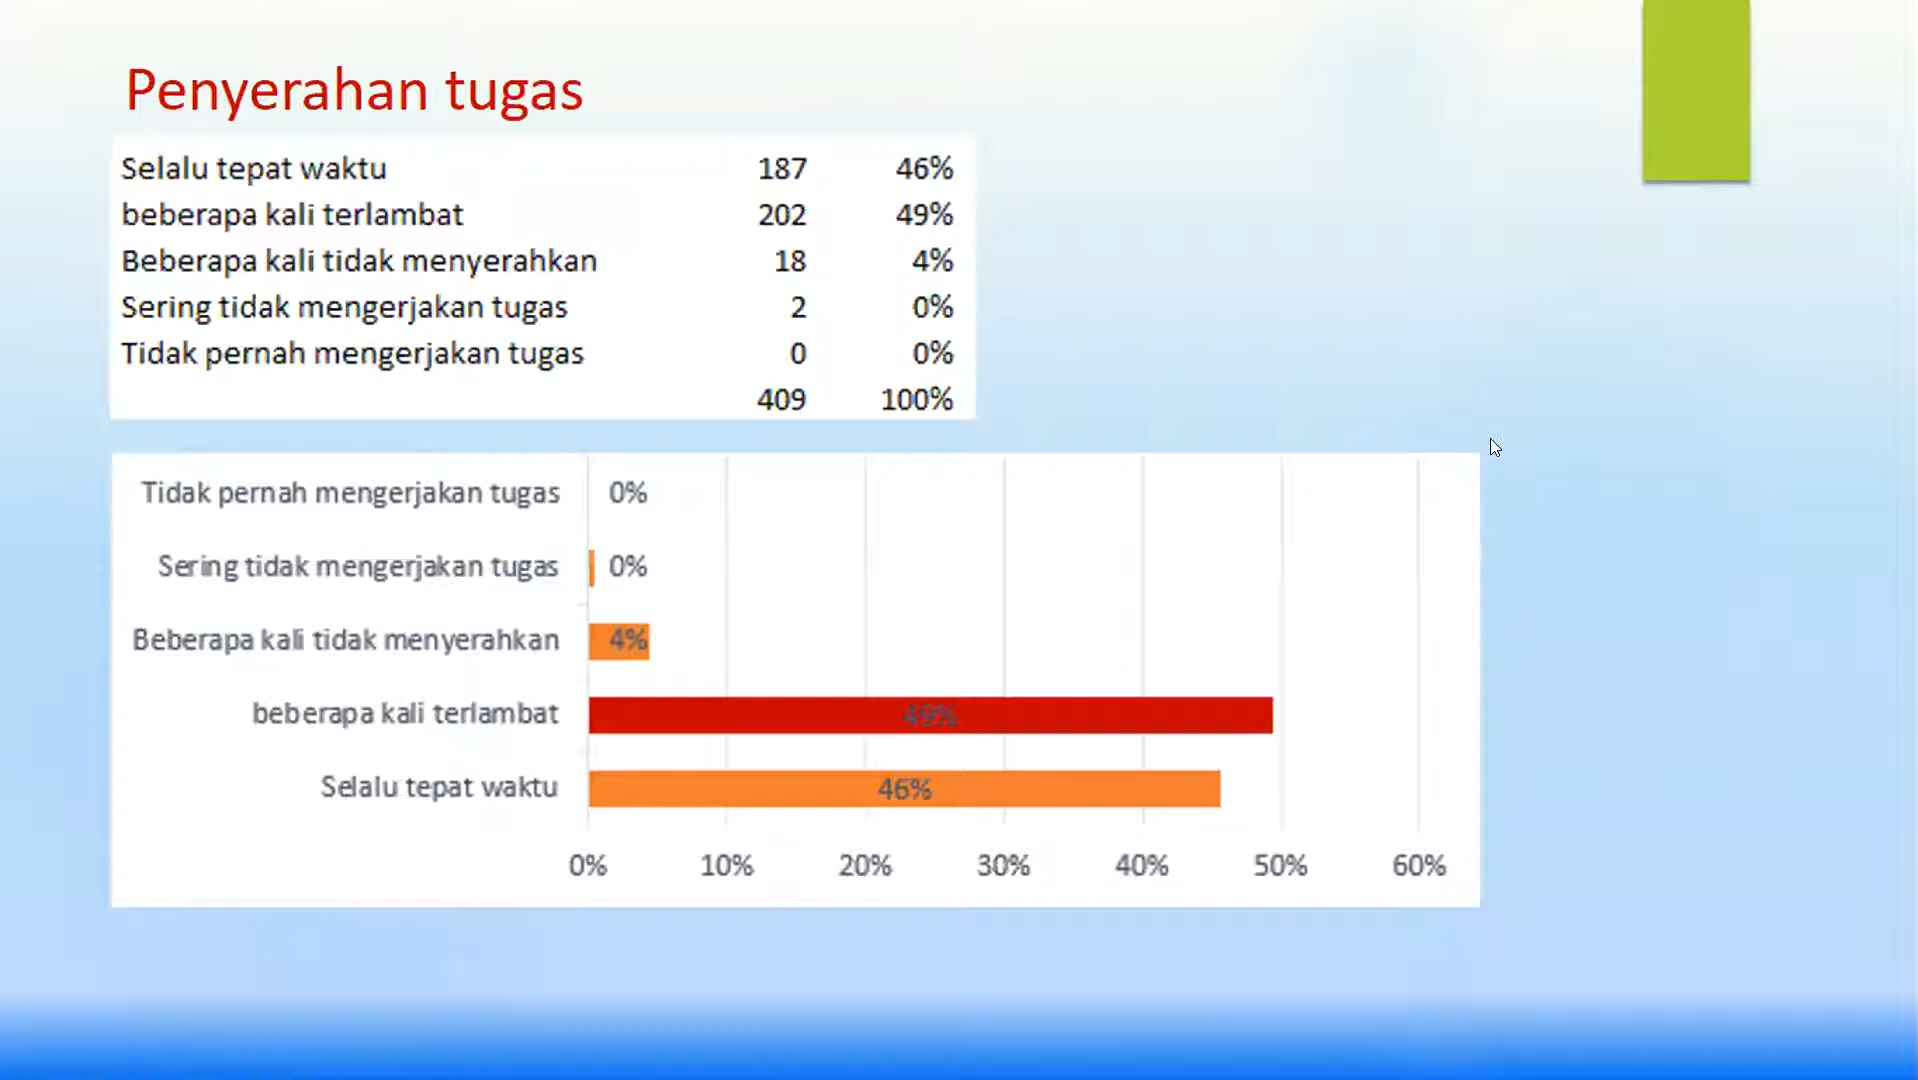 Penyerahan tugas
Selalu tepat waktu 187 46%
beberapa kali terlambat 202 49%
Beberapa kali tidak menyerahkan 18 4%
Sering tidak mengerjakan tugas 2 0%
Tidak pernah mengerjakan tugas 0 0%
409 100%
Tidak pernah mengerjakan tugas 0%
Sering tidak mengerjakan tugas 0%
Beberapa kali tidak menyerahkan 4%
beberapa kali terlambat 49%
Selalu tepat waktu 46%
0% 10% 20% 30% 40% 50% 60%